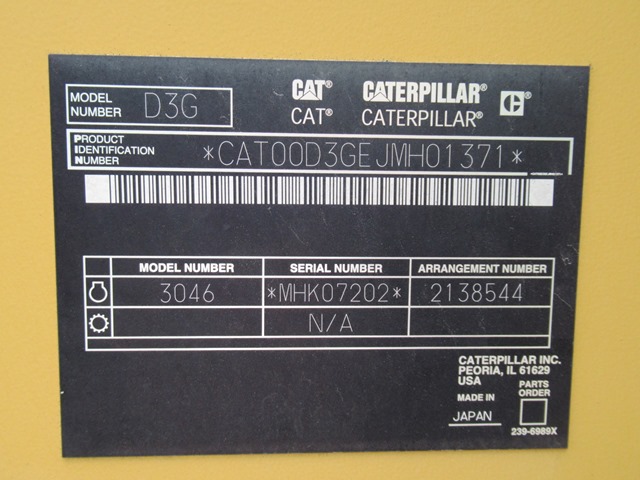 MODEL NUMBER D3G
CAT® CATERPILLAR® C®
CAT® CATERPILLAR®
PRODUCT IDENTIFICATION NUMBER *CAT00D3GEJMH01371*
MODEL NUMBER SERIAL NUMBER ARRANGEMENT NUMBER
3046 *MHK07202* 2138544
N/A
CATERPILLAR INC.
PEORIA, IL 61629
USA
PARTS ORDER
MADE IN
JAPAN
239-6989X